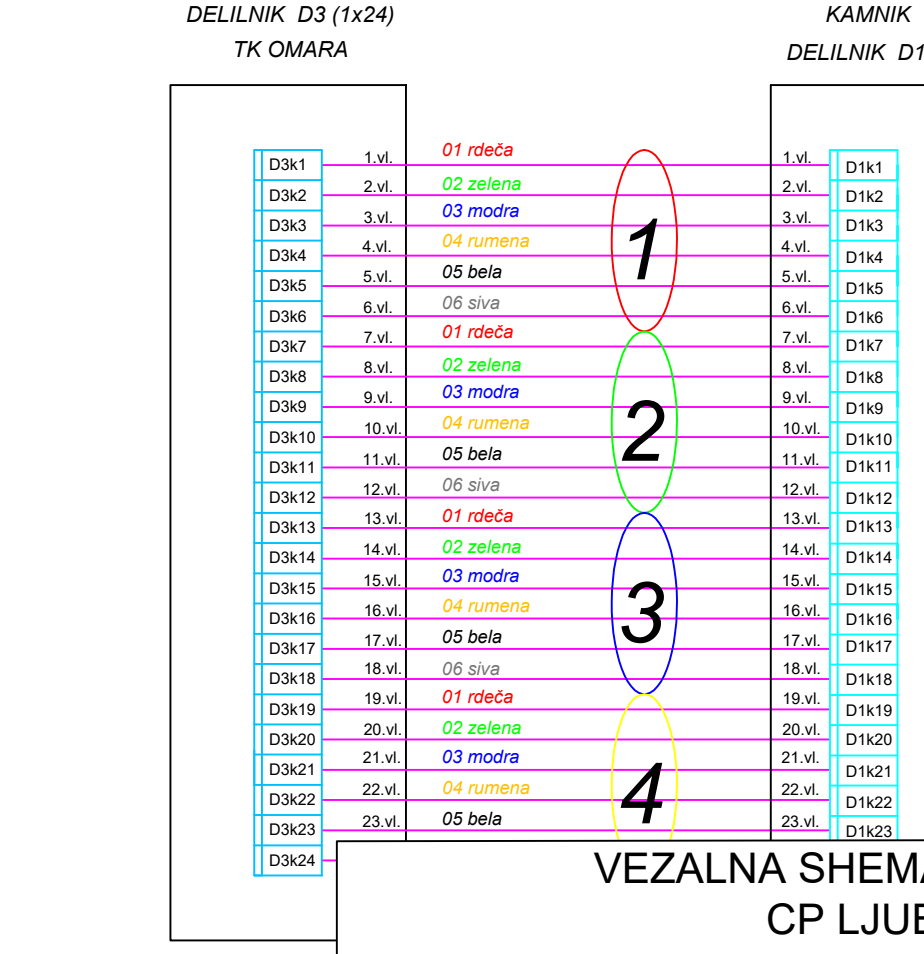 DELILNIK D3 (1x24) KAMNIK
TK OMARA DELILNIK D1
D3k1 1.vl. 01 rdeča 1.vl. D1k1
D3k2 2.vl. 02 zelena 2.vl. D1k2
D3k3 3.vl. 03 modra 3.vl. D1k3
D3k4 4.vl. 04 rumena 4.vl. D1k4
1
D3k5 5.vl. 05 bela 5.vl. D1k5
D3k6 6.vl. 06 siva 6.vl. D1k6
D3k7 7.vl. 01 rdeča 7.vl. D1k7
D3k8 8.vl. 02 zelena 8.vl. D1k8
D3k9 9.vl. 03 modra 9.vl. D1k9
D3k10 10.vl. 04 rumena 10.vl. D1k10
2
D3k11 11.vl. 05 bela 11.vl. D1k11
D3k12 12.vl. 06 siva 12.vl. D1k12
D3k13 13.vl. 01 rdeča 13.vl. D1k13
D3k14 14.vl. 02 zelena 14.vl. D1k14
D3k15 15.vl. 03 modra 15.vl. D1k15
D3k16 16.vl. 04 rumena 16.vl. D1k16
3
D3k17 17.vl. 05 bela 17.vl. D1k17
D3k18 18.vl. 06 siva 18.vl. D1k18
D3k19 19.vl. 01 rdeča 19.vl. D1k19
D3k20 20.vl. 02 zelena 20.vl. D1k20
D3k21 21.vl. 03 modra 21.vl. D1k21
D3k22 22.vl. 04 rumena 22.vl. D1k22
4
D3k23 23.vl. 05 bela 23.vl. D1k23
D3k24
VEZALNA SHEMA
CP LJUB